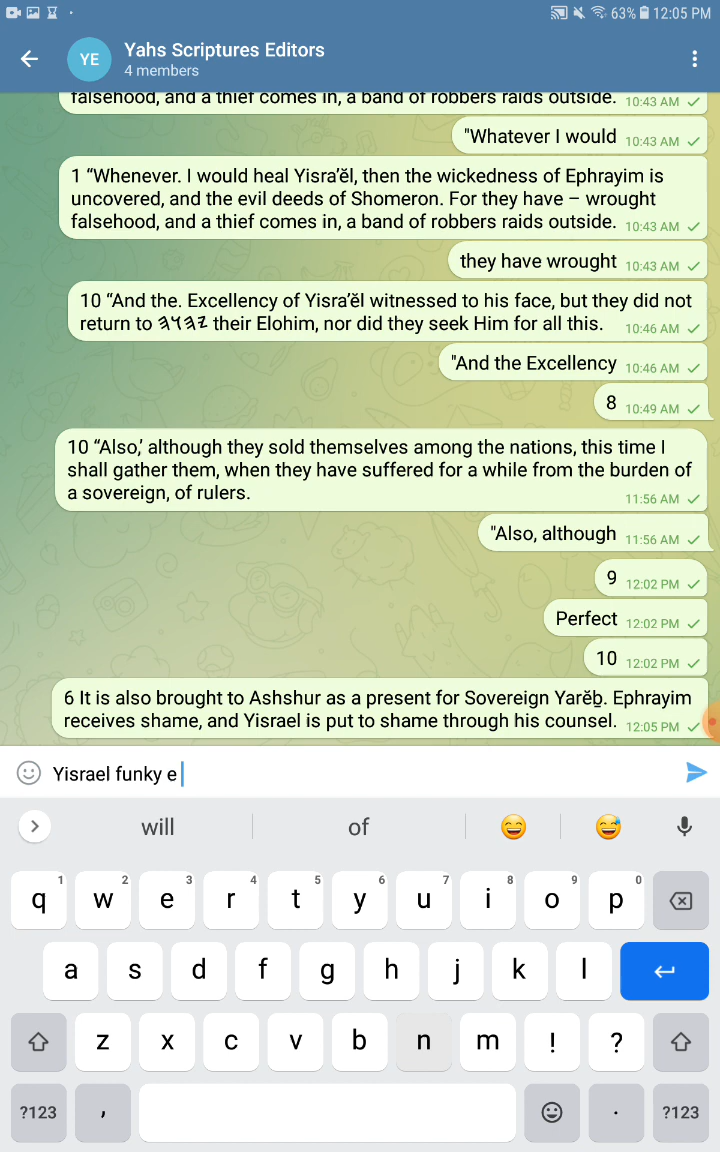 63% 12:05 PM
YE
Yahs Scriptures Editors
4 members
falsehood, and a thief comes in, a band of robbers raids outside. 10:43 AM
"Whatever I would 10:43 AM
1 “Whenever. I would heal Yisra’ĕl, then the wickedness of Ephrayim is
uncovered, and the evil deeds of Shomeron. For they have – wrought
falsehood, and a thief comes in, a band of robbers raids outside. 10:43 AM
they have wrought 10:43 AM
10 “And the. Excellency of Yisra’ĕl witnessed to his face, but they did not
return to 𐤉𐤄𐤅𐤄 their Elohim, nor did they seek Him for all this. 10:46 AM
"And the Excellency 10:46 AM
8 10:49 AM
10 “Also,’ although they sold themselves among the nations, this time I
shall gather them, when they have suffered for a while from the burden of
a sovereign, of rulers. 11:56 AM
"Also, although 11:56 AM
9 12:02 PM
Perfect 12:02 PM
10 12:02 PM
6 It is also brought to Ashshur as a present for Sovereign Yarĕḇ. Ephrayim
receives shame, and Yisrael is put to shame through his counsel. 12:05 PM
Yisrael funky e
will of
1 2 3 4 5 6 7 8 9 0
q w e r t y u i o p
a s d f g h j k l
z x c v b n m ! ?
?123 , . ?123